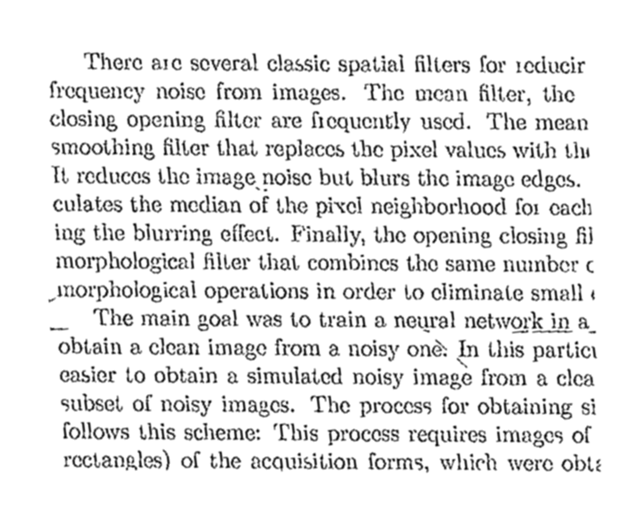 There are several classic spatial filters for reducin
frequency noise from images. The mean filter, the
closing opening filter are frequently used. The mean
smoothing filter that replaces the pixel values with the
It reduces the image noise but blurs the image edges.
culates the median of the pixel neighborhood for each
ing the blurring effect. Finally, the opening closing fil
morphological filter that combines the same number o
morphological operations in order to eliminate small
The main goal was to train a neural network in a
obtain a clean image from a noisy one. In this particu
easier to obtain a simulated noisy image from a clea
subset of noisy images. The process for obtaining si
follows this scheme: This process requires images of
rectangles) of the acquisition forms, which were obta